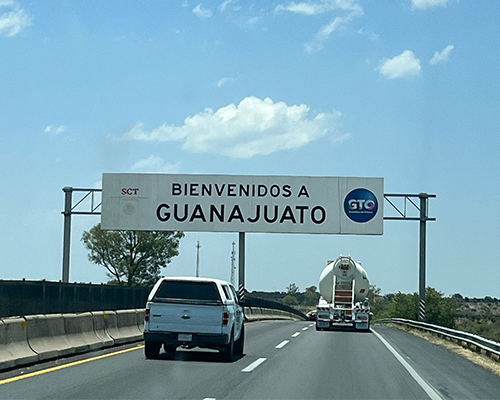 SCT
BIENVENIDOS A
GUANAJUATO
GTO